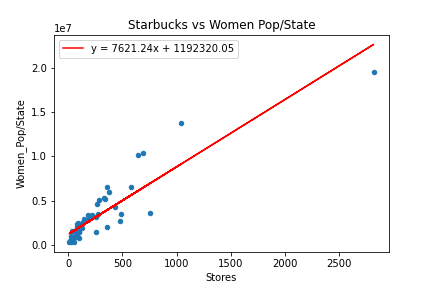 Starbucks vs Women Pop/State
1e7
y = 7621.24x + 1192320.05
2.0
1.5
1.0
0.5
0.0
Women_Pop/State
0 500 1000 1500 2000 2500
Stores